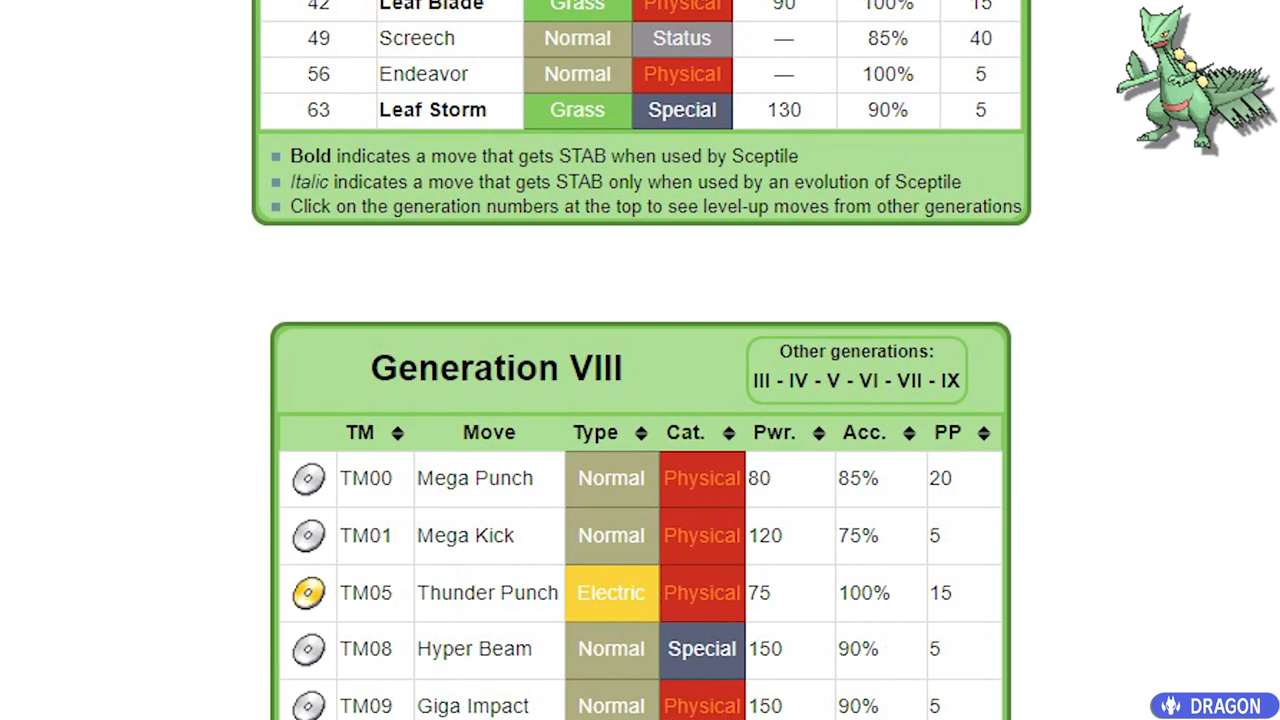 42 Leaf Blade Grass Physical 90 100% 15
49 Screech Normal Status — 85% 40
56 Endeavor Normal Physical — 100% 5
63 Leaf Storm Grass Special 130 90% 5
Bold indicates a move that gets STAB when used by Sceptile
Italic indicates a move that gets STAB only when used by an evolution of Sceptile
Click on the generation numbers at the top to see level-up moves from other generations
Generation VIII
Other generations:
III - IV - V - VI - VII - IX
TM Move Type Cat. Pwr. Acc. PP
TM00 Mega Punch Normal Physical 80 85% 20
TM01 Mega Kick Normal Physical 120 75% 5
TM05 Thunder Punch Electric Physical 75 100% 15
TM08 Hyper Beam Normal Special 150 90% 5
TM09 Giga Impact Normal Physical 150 90% 5
DRAGON